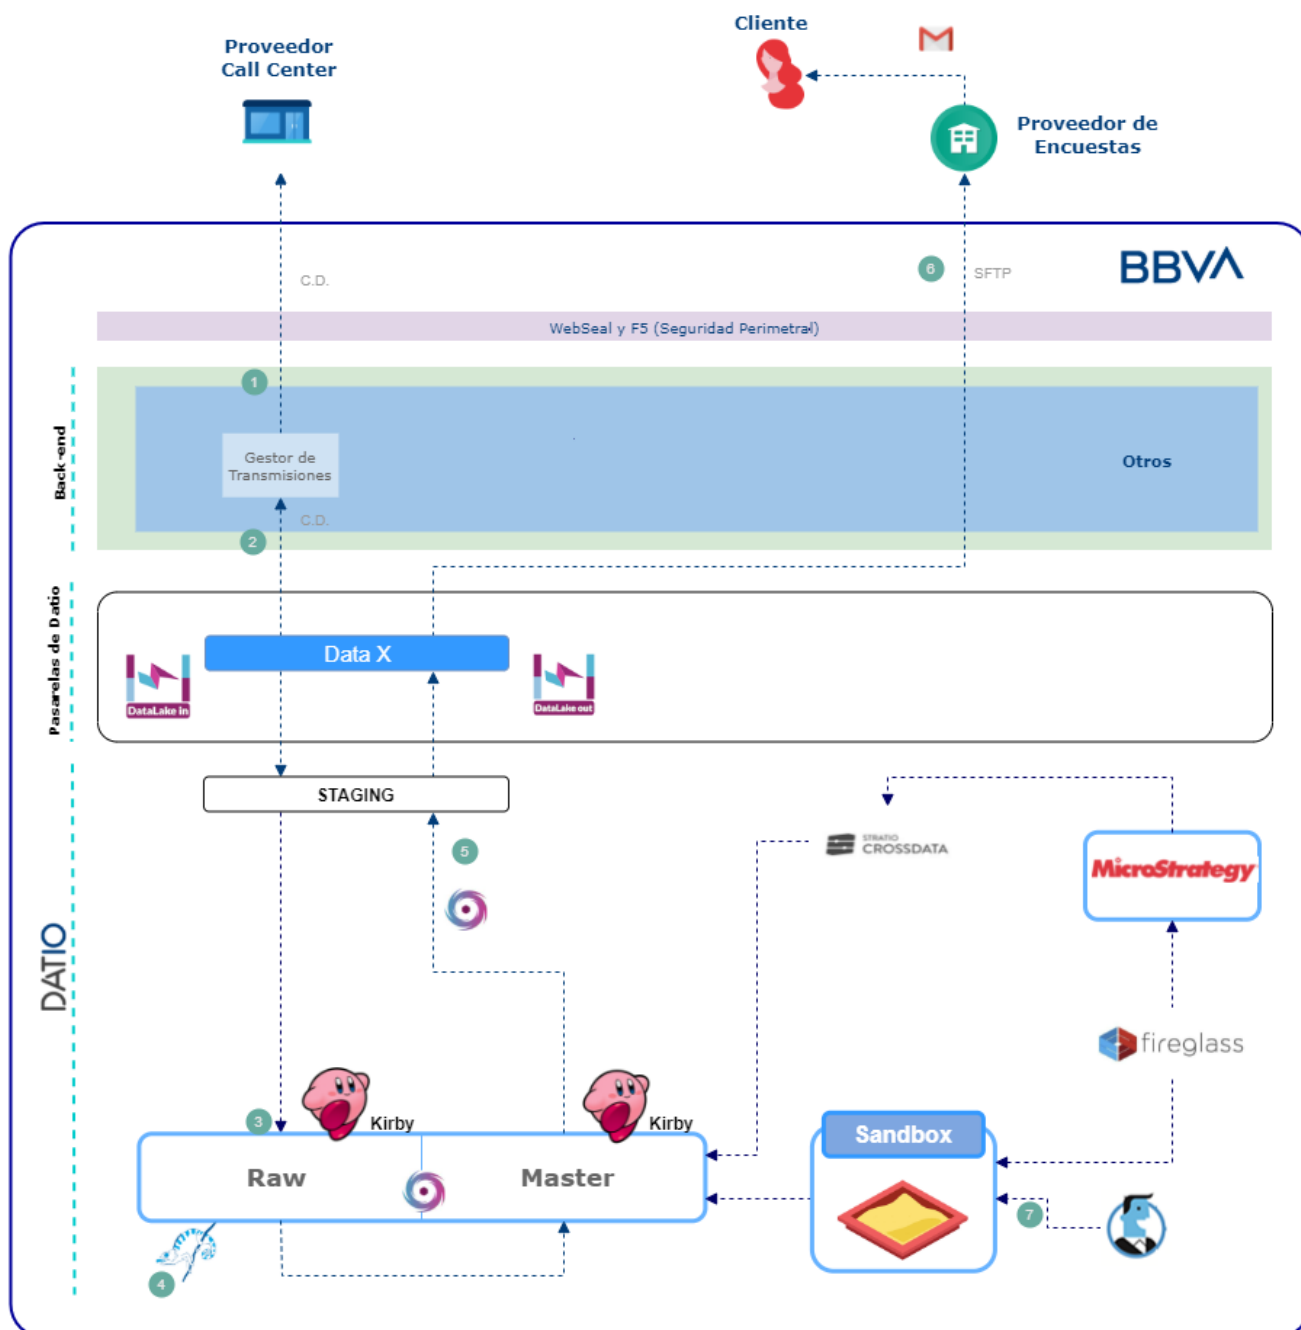 Cliente
Proveedor
Call Center
Proveedor de
Encuestas
6
SFTP
BBVA
C.D.
WebSeal y F5 (Seguridad Perimetral)
1
Back-end
Gestor de
Transmisiones
Otros
C.D.
2
Pasarelas de Datio
Data X
DataLake in
DataLake out
STAGING
5
STRATIO
CROSSDATA
MicroStrategy
DATIO
fireglass
3
Kirby
Kirby
Sandbox
Raw
Master
7
4